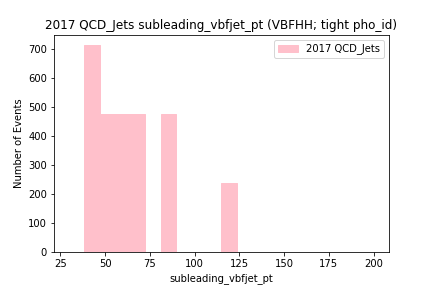 2017 QCD_Jets subleading_vbfjet_pt (VBFHH; tight pho_id)
2017 QCD_Jets
700
600
500
400
300
200
100
0
Number of Events
25 50 75 100 125 150 175 200
subleading_vbfjet_pt